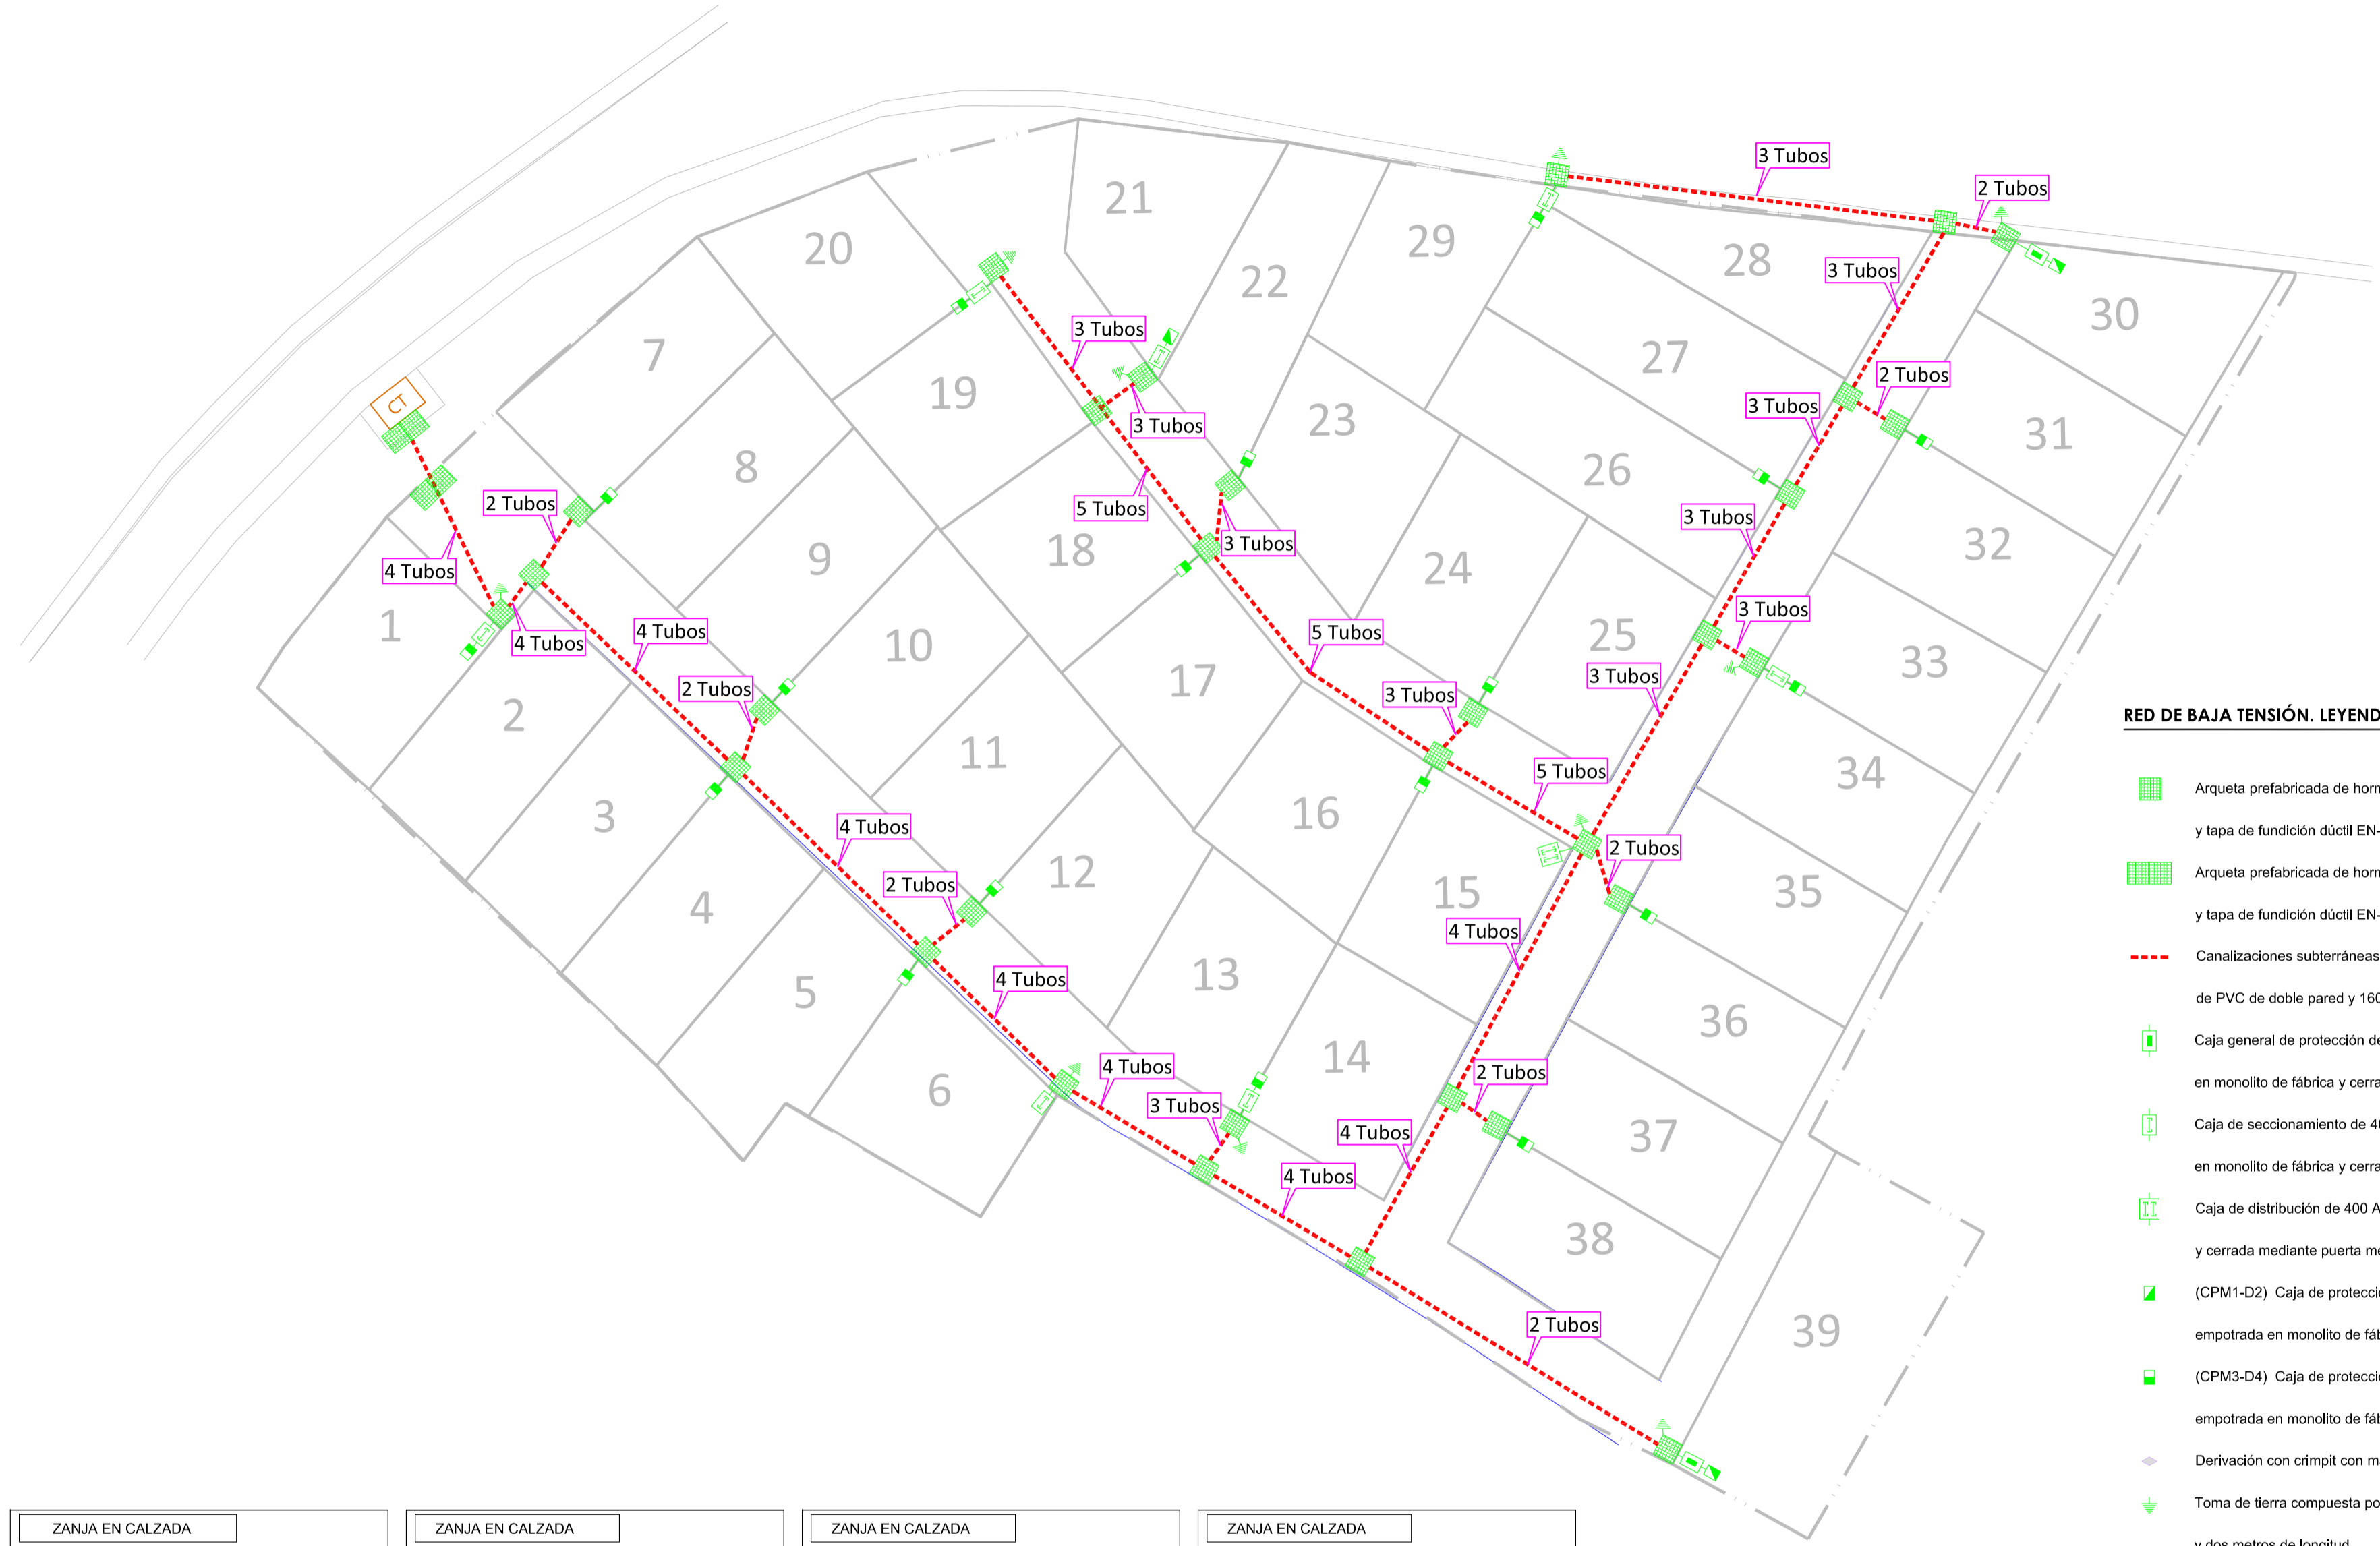 3 Tubos
2 Tubos
21
20
29
28
22
3 Tubos
30
7
3 Tubos
27
2 Tubos
CT
19
23
3 Tubos
31
3 Tubos
8
26
2 Tubos
5 Tubos
3 Tubos
3 Tubos
32
18
9
24
4 Tubos
3 Tubos
1
4 Tubos
4 Tubos
5 Tubos
25
10
33
17
3 Tubos
3 Tubos
2 Tubos
2
RED DE BAJA TENSIÓN. LEYEND
11
5 Tubos
34
Arqueta prefabricada de horm
3
16
4 Tubos
y tapa de fundición dúctil EN-
2 Tubos
12
Arqueta prefabricada de horm
2 Tubos
15
35
4
y tapa de fundición dúctil EN-
4 Tubos
Canalizaciones subterráneas
13
4 Tubos
5
de PVC de doble pared y 160
36
Caja general de protección de
14
4 Tubos
2 Tubos
en monolito de fábrica y cerra
6
3 Tubos
4 Tubos
37
Caja de seccionamiento de 40
en monolito de fábrica y cerra
4 Tubos
Caja de distribución de 400 A
38
y cerrada mediante puerta me
(CPM1-D2) Caja de protecció
2 Tubos
39
empotrada en monolito de fáb
(CPM3-D4) Caja de protecció
empotrada en monolito de fáb
Derivación con crimpit con m
Toma de tierra compuesta po
ZANJA EN CALZADA
ZANJA EN CALZADA
ZANJA EN CALZADA
ZANJA EN CALZADA
y dos metros de longitud